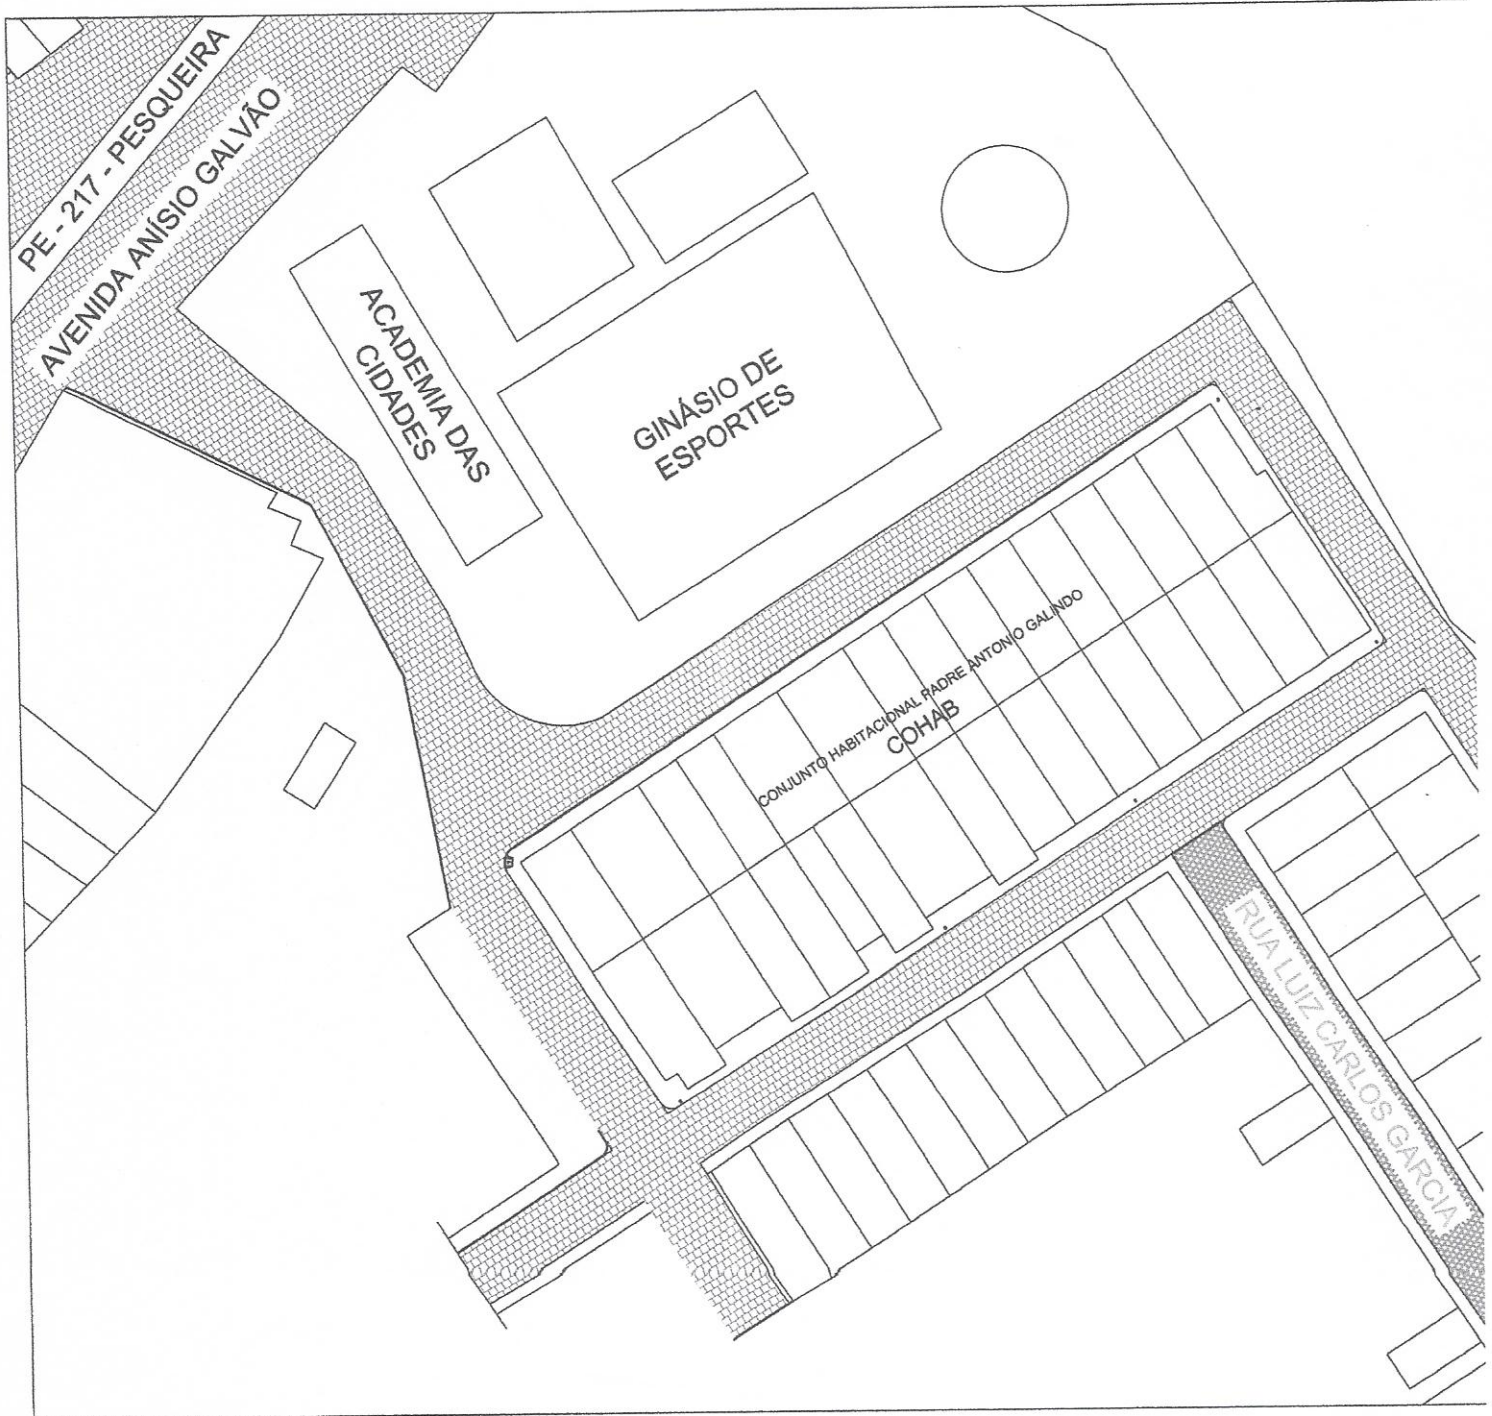 PE - 217 - PESQUEIRA
AVENIDA ANÍSIO GALVÃO
ACADEMIA DAS
CIDADES
GINÁSIO DE
ESPORTES
CONJUNTO HABITACIONAL PADRE ANTONIO GALINDO
COHAB
RUA LUIZ CARLOS GARCIA